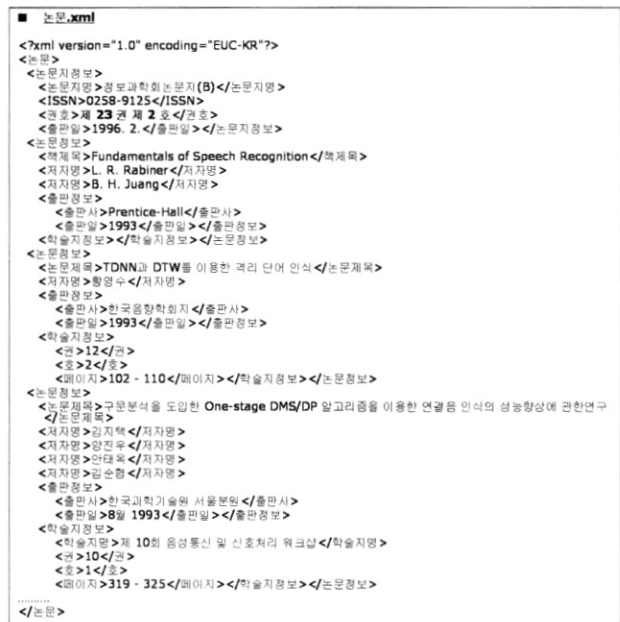 ■ 논문.xml
<?xml version="1.0" encoding="EUC-KR"?>
<논문>
<논문지정보>
<논문지명>정보과학회논문지(B)</논문지명>
<ISSN>0258-9125</ISSN>
<권호>제 23 권 제 2 호</권호>
<출판일>1996. 2.</출판일></논문지정보>
<논문정보>
<책제목>Fundamentals of Speech Recognition</책제목>
<저자명>L. R. Rabiner</저자명>
<저자명>B. H. Juang</저자명>
<출판정보>
<출판사>Prentice-Hall</출판사>
<출판일>1993</출판일></출판정보>
<학술지정보></학술지정보></논문정보>
<논문정보>
<논문제목>TDNN과 DTW를 이용한 격리 단어 인식</논문제목>
<저자명>황영수</저자명>
<출판정보>
<출판사>한국음향학회지</출판사>
<출판일>1993</출판일></출판정보>
<학술지정보>
<권>12</권>
<호>2</호>
<페이지>102 - 110</페이지></학술지정보></논문정보>
<논문정보>
<논문제목>구문분석을 도입한 One-stage DMS/DP 알고리즘을 이용한 연결음 인식의 성능향상에 관한연구
</논문제목>
<저자명>김지택</저자명>
<저자명>양진우</저자명>
<저자명>안태옥</저자명>
<저자명>김순협</저자명>
<출판정보>
<출판사>한국과학기술원 서울분원</출판사>
<출판일>8월 1993</출판일></출판정보>
<학술지정보>
<학술지명>제 10회 음성통신 및 신호처리 워크샵</학술지명>
<권>10</권>
<호>1</호>
<페이지>319 - 325</페이지></학술지정보></논문정보>
..........
</논문>